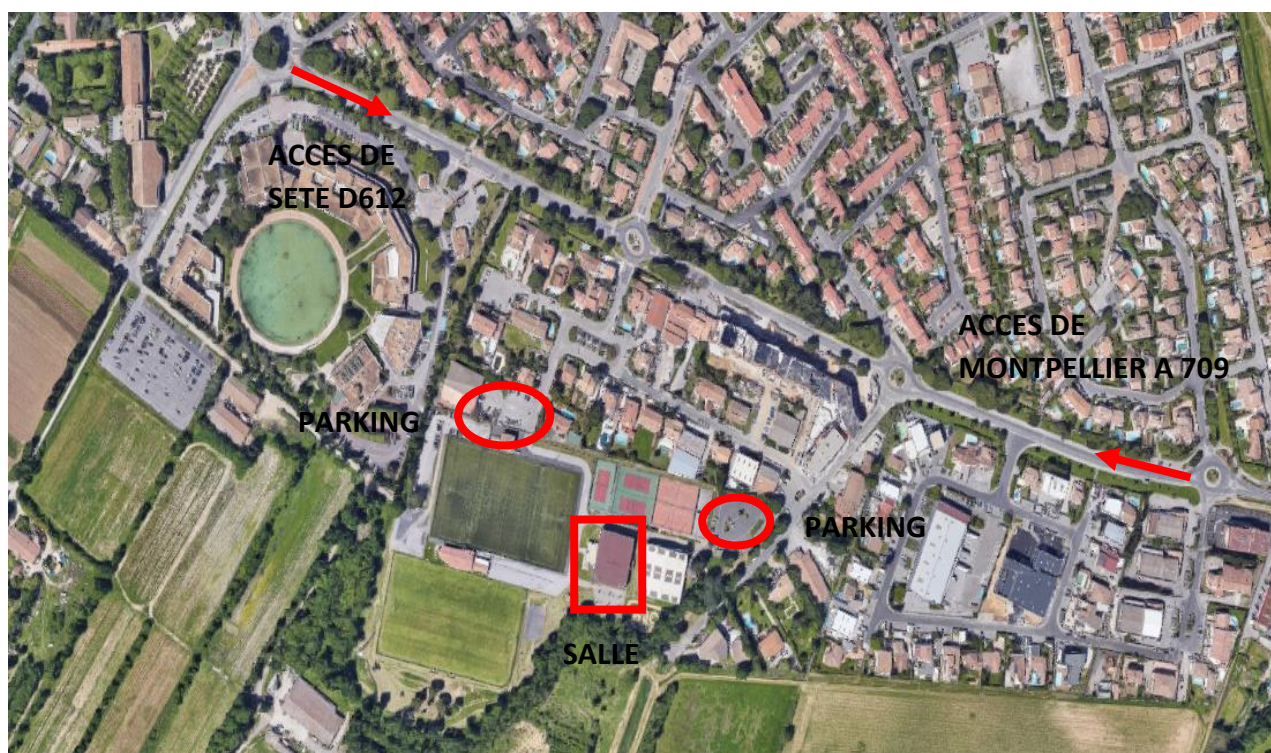 ACCES DE
SETE D612
ACCES DE
MONTPELLIER A 709
PARKING
PARKING
SALLE